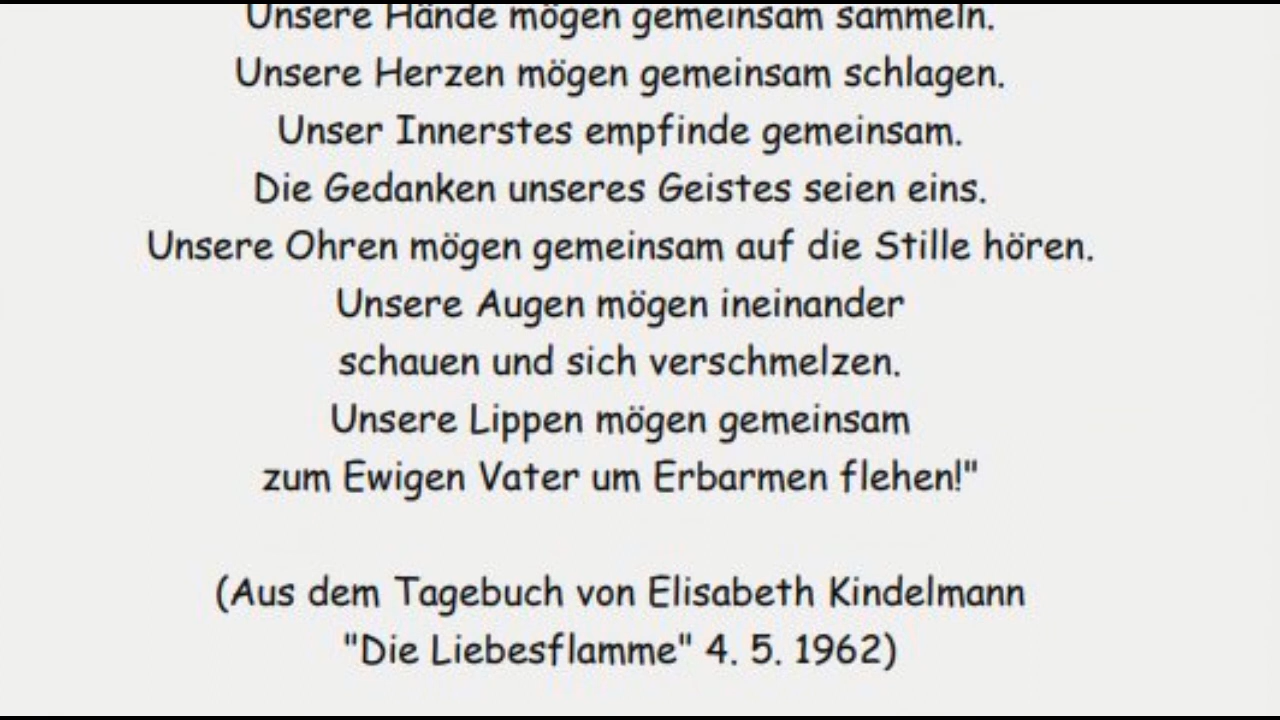 Unsere Hände mögen gemeinsam sammeln.
Unsere Herzen mögen gemeinsam schlagen.
Unser Innerstes empfinde gemeinsam.
Die Gedanken unseres Geistes seien eins.
Unsere Ohren mögen gemeinsam auf die Stille hören.
Unsere Augen mögen ineinander
schauen und sich verschmelzen.
Unsere Lippen mögen gemeinsam
zum Ewigen Vater um Erbarmen flehen!"
(Aus dem Tagebuch von Elisabeth Kindelmann
"Die Liebesflamme" 4. 5. 1962)